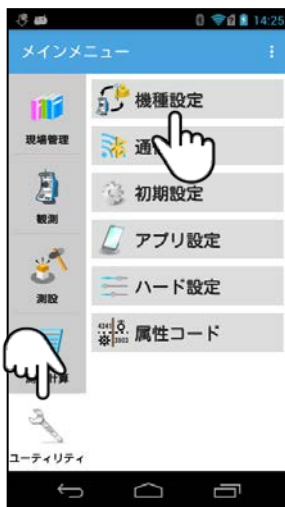 14:25
メインメニュー
現場管理
観測
測設
計算
ユーティリティ
機種設定
通
初期設定
アプリ設定
ハード設定
属性コード